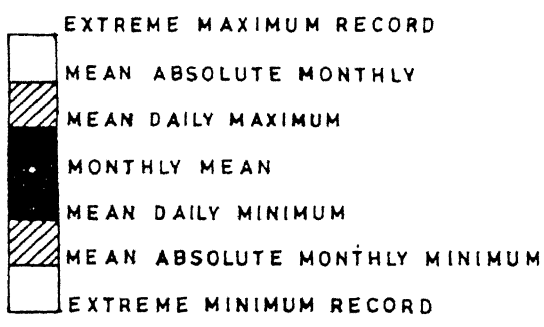 EXTREME MAXIMUM RECORD
MEAN ABSOLUTE MONTHLY
MEAN DAILY MAXIMUM
MONTHLY MEAN
MEAN DAILY MINIMUM
MEAN ABSOLUTE MONTHLY MINIMUM
EXTREME MINIMUM RECORD